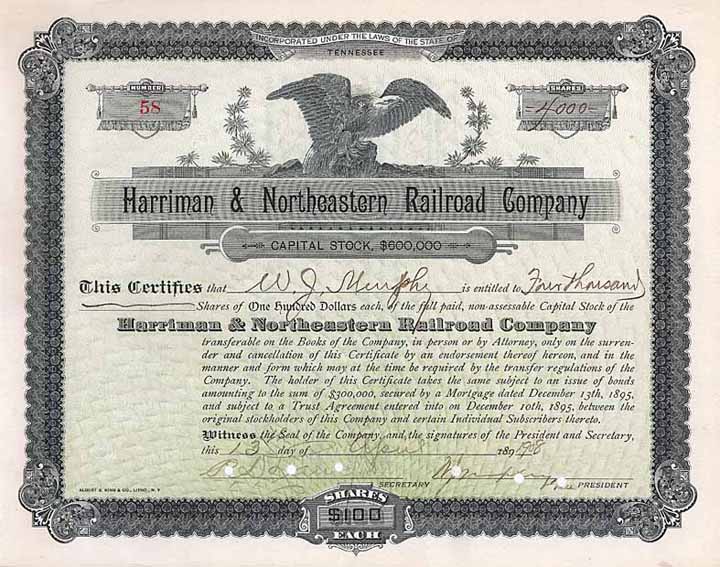 INCORPORATED UNDER THE LAWS OF THE STATE OF
TENNESSEE
NUMBER
58
SHARES
-4000-
Harriman & Northeastern Railroad Company
CAPITAL STOCK, $600,000
This Certifies that W. J. Murphy is entitled to Four thousand
Shares of One Hundred Dollars each, of the full paid, non-assessable Capital Stock of the
Harriman & Northeastern Railroad Company
transferable on the Books of the Company, in person or by Attorney, only on the surren-
der and cancellation of this Certificate by an endorsement thereof hereon, and in the
manner and form which may at the time be required by the transfer regulations of the
Company. The holder of this Certificate takes the same subject to an issue of bonds
amounting to the sum of $300,000, secured by a Mortgage dated December 13th, 1895,
and subject to a Trust Agreement entered into on December 10th, 1895, between the
original stockholders of this Company and certain Individual Subscribers thereto.
Witness the Seal of the Company, and the signatures of the President and Secretary,
this 13 day of April 189
SECRETARY
Vice PRESIDENT
ALBERT B. KING & CO., LITHO., N.Y.
SHARES
$100
EACH